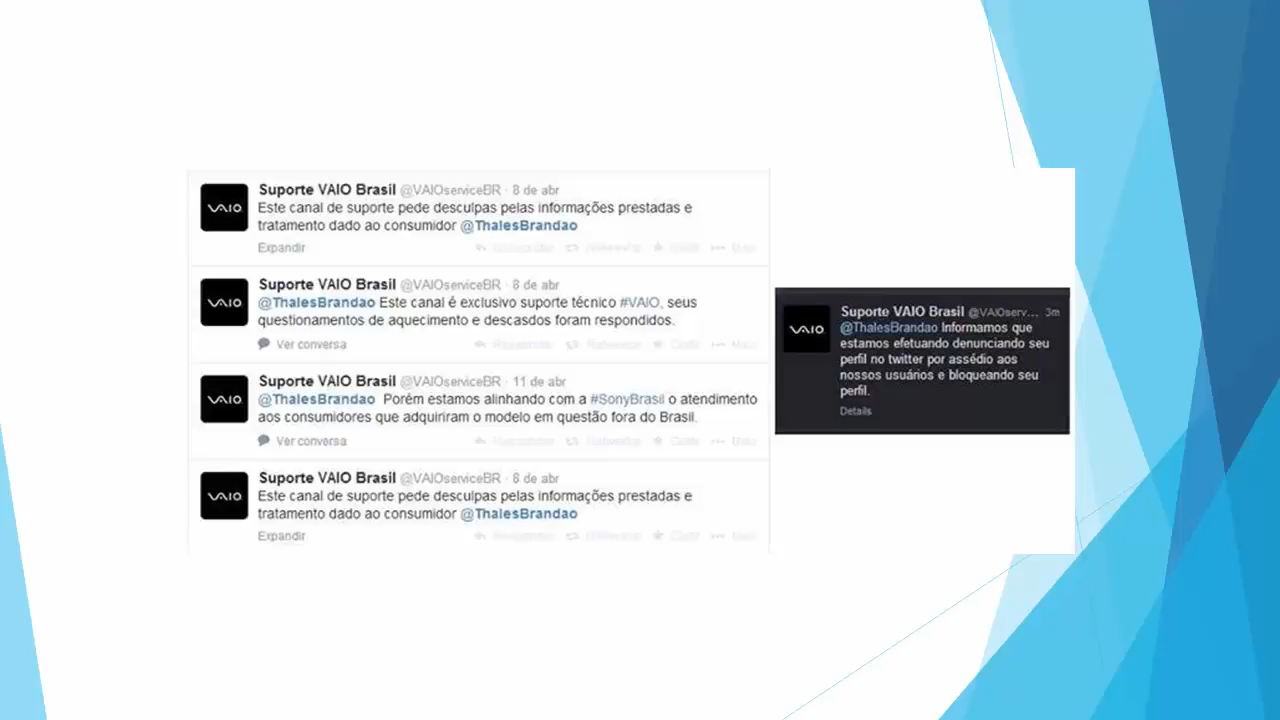 VAIO
Suporte VAIO Brasil @VAIOserviceBR · 8 de abr
Este canal de suporte pede desculpas pelas informações prestadas e
tratamento dado ao consumidor @ThalesBrandao
Expandir
VAIO
Suporte VAIO Brasil @VAIOserviceBR · 8 de abr
@ThalesBrandao Este canal é exclusivo suporte técnico #VAIO, seus
questionamentos de aquecimento e descasdos foram respondidos.
Ver conversa
VAIO
Suporte VAIO Brasil @VAIOserviceBR · 11 de abr
@ThalesBrandao Porém estamos alinhando com a #SonyBrasil o atendimento
aos consumidores que adquiriram o modelo em questão fora do Brasil.
Ver conversa
VAIO
Suporte VAIO Brasil @VAIOserviceBR · 8 de abr
Este canal de suporte pede desculpas pelas informações prestadas e
tratamento dado ao consumidor @ThalesBrandao
Expandir
VAIO
Suporte VAIO Brasil @VAIOserv... 3m
@ThalesBrandao Informamos que
estamos efetuando denunciando seu
perfil no twitter por assédio aos
nossos usuários e bloqueando seu
perfil.
Details